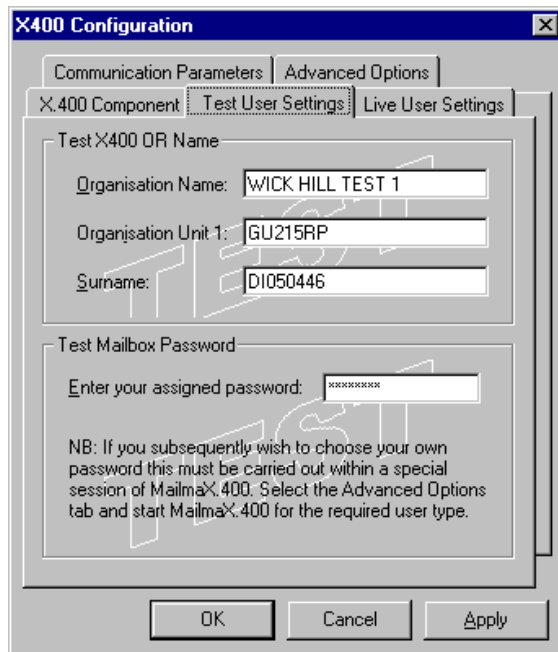 X400 Configuration
Communication Parameters
Advanced Options
X.400 Component
Test User Settings
Live User Settings
Test X400 OR Name
Organisation Name:
WICK HILL TEST 1
Organisation Unit 1:
GU215RP
Surname:
DI050446
TEST
Test Mailbox Password
Enter your assigned password:
********
NB: If you subsequently wish to choose your own
password this must be carried out within a special
session of MailmaX.400. Select the Advanced Options
tab and start MailmaX.400 for the required user type.
TEST
OK
Cancel
Apply